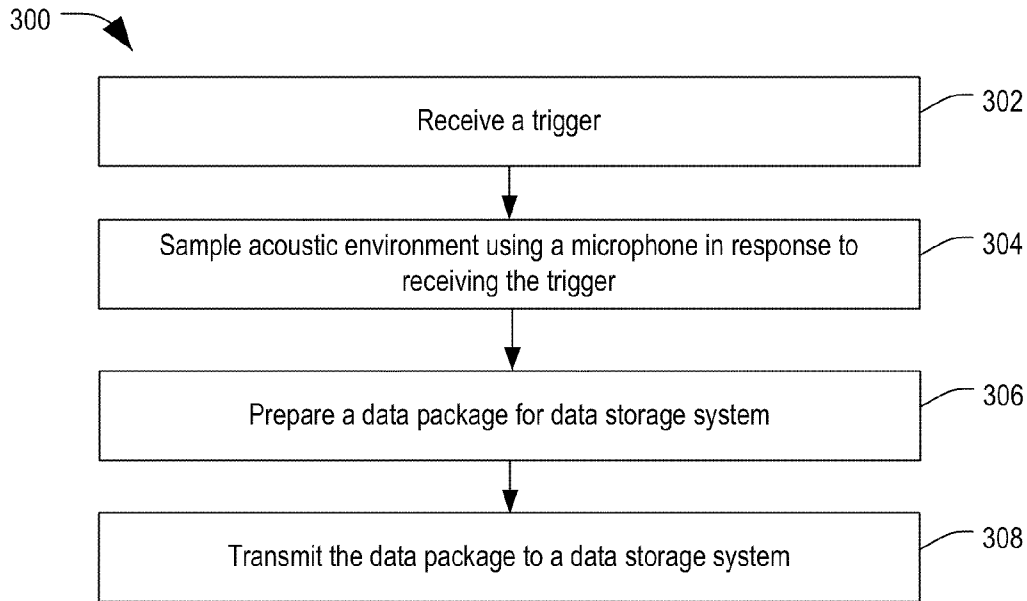 300
Receive a trigger
302
Sample acoustic environment using a microphone in response to
receiving the trigger
304
Prepare a data package for data storage system
306
Transmit the data package to a data storage system
308